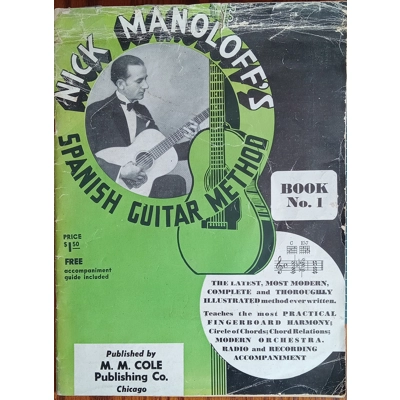 NICK MANOLOFF'S
SPANISH GUITAR METHOD
BOOK
No. 1
PRICE
$1.50
FREE
accompaniment
guide included
THE LATEST, MOST MODERN,
COMPLETE and THOROUGHLY
ILLUSTRATED method ever written.
Teaches the most PRACTICAL
FINGERBOARD HARMONY;
Circle of Chords; Chord Relations;
MODERN ORCHESTRA,
RADIO and RECORDING
ACCOMPANIMENT
Published by
M. M. COLE
Publishing Co.
Chicago